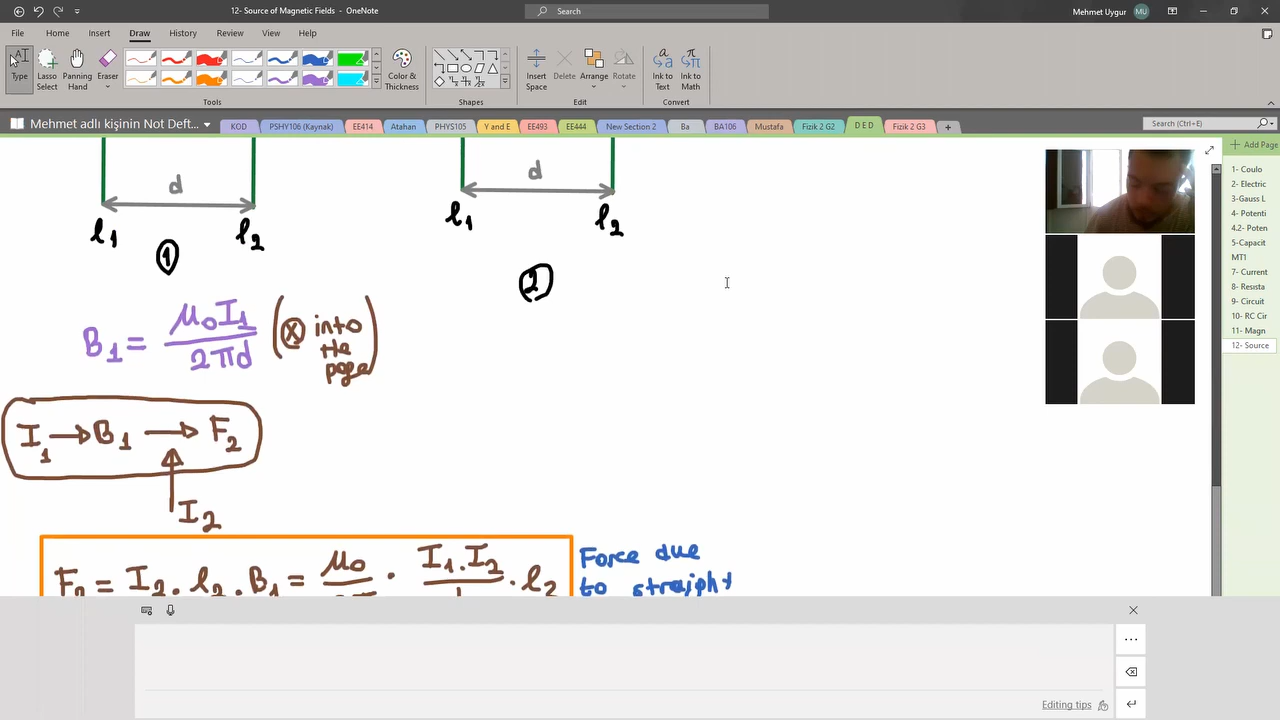 12- Source of Magnetic Fields - OneNote
Search
Mehmet Uygur
MU
File Home Insert Draw History Review View Help
Type
Lasso Select
Panning Hand
Eraser
Color & Thickness
Insert Space
Delete
Arrange
Rotate
Ink to Text
Ink to Math
Tools
Shapes
Edit
Convert
Mehmet adlı kişinin Not Deft...
KOD PSHY106 (Kaynak) EE414 Atahan PHYS105 Y and E EE493 EE444 New Section 2 Ba BA106 Mustafa Fizik 2 G2 D E D Fizik 2 G3
Search (Ctrl+E)
Add Page
1- Coulo
2- Electric
3-Gauss L
4- Potenti
4.2- Poten
5-Capacit
MT1
7- Current
8- Resista
9- Circuit
10- RC Cir
11- Magn
12- Source
d
d
ℓ1 ℓ2
ℓ1 ℓ2
1
2
B1 = μ0I1 / 2πd (⊗ into the page)
I1 → B1 → F2
I2
F2 = I2 . ℓ2 . B1 = μ0 / 2π . I1.I2 / d . ℓ2
Force due
to straight
Editing tips